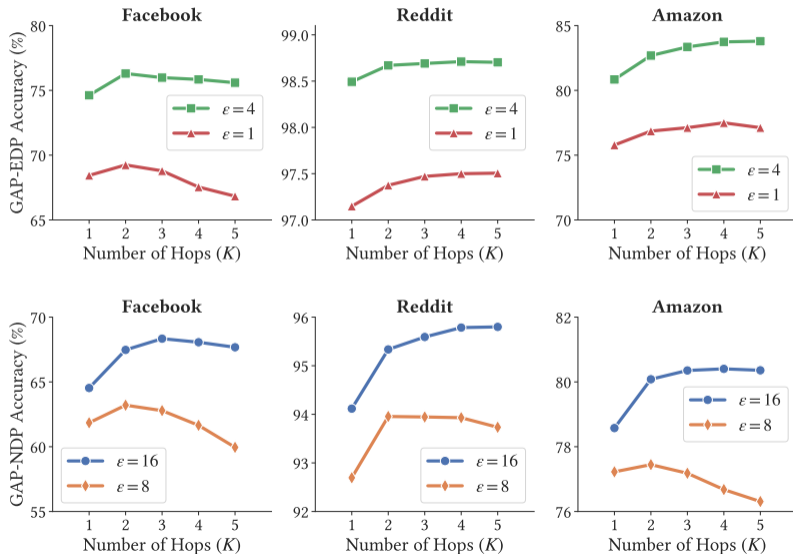 Facebook
Reddit
Amazon
GAP-EDP Accuracy (%)
80
75
70
65
1 2 3 4 5
Number of Hops (K)
ε = 4
ε = 1
99.0
98.5
98.0
97.5
97.0
1 2 3 4 5
Number of Hops (K)
ε = 4
ε = 1
85
80
75
70
1 2 3 4 5
Number of Hops (K)
ε = 4
ε = 1
Facebook
Reddit
Amazon
GAP-NDP Accuracy (%)
70
65
60
55
1 2 3 4 5
Number of Hops (K)
ε = 16
ε = 8
96
95
94
93
92
1 2 3 4 5
Number of Hops (K)
ε = 16
ε = 8
82
80
78
76
1 2 3 4 5
Number of Hops (K)
ε = 16
ε = 8